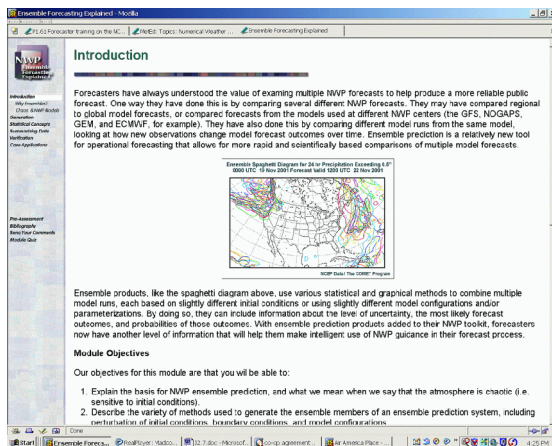 Ensemble Forecasting Explained - Mozilla
P1.61 Forecaster training on the NC... MetEd: Topics: Numerical Weather ... Ensemble Forecasting Explained
NWP
Ensemble
Forecasting
Explained
Introduction
Why Ensembles?
Chaos & NWP Models
Generation
Statistical Concepts
Summarizing Data
Verification
Case Applications
Pre-Assessment
Bibliography
Send Your Comments
Module Quiz
Introduction
Forecasters have always understood the value of examing multiple NWP forecasts to help produce a more reliable public
forecast. One way they have done this is by comparing several different NWP forecasts. They may have compared regional
to global model forecasts, or compared forecasts from the models used at different NWP centers (the GFS, NOGAPS,
GEM, and ECMWF, for example). They have also done this by comparing different model runs from the same model,
looking at how new observations change model forecast outcomes over time. Ensemble prediction is a relatively new tool
for operational forecasting that allows for more rapid and scientifically based comparisons of multiple model forecasts.
Ensemble Spaghetti Diagram for 24 hr Precipitation Exceeding 0.5"
0000 UTC 19 Nov 2001 Forecast Valid 1200 UTC 22 Nov 2001
NCEP Data/ The COMET Program
Ensemble products, like the spaghetti diagram above, use various statistical and graphical methods to combine multiple
model runs, each based on slightly different initial conditions or using slightly different model configurations and/or
parameterizations. By doing so, they can include information about the level of uncertainty, the most likely forecast
outcomes, and probabilities of those outcomes. With ensemble prediction products added to their NWP toolkit, forecasters
now have another level of information that will help them make intelligent use of NWP guidance in their forecast process.
Module Objectives
Our objectives for this module are that you wil be able to:
1. Explain the basis for NWP ensemble prediction, and what we mean when we say that the atmosphere is chaotic (i.e.
sensitive to initial conditions).
2. Describe the variety of methods used to generate the ensemble members of an ensemble prediction system, including
perturbation of initial conditions, boundary conditions, and model configurations
Done
Start Ensemble Foreca... RealPlayer: Madco... J2.7.doc - Microsof... co-op agreement... Air America Place - ... 4:25 PM